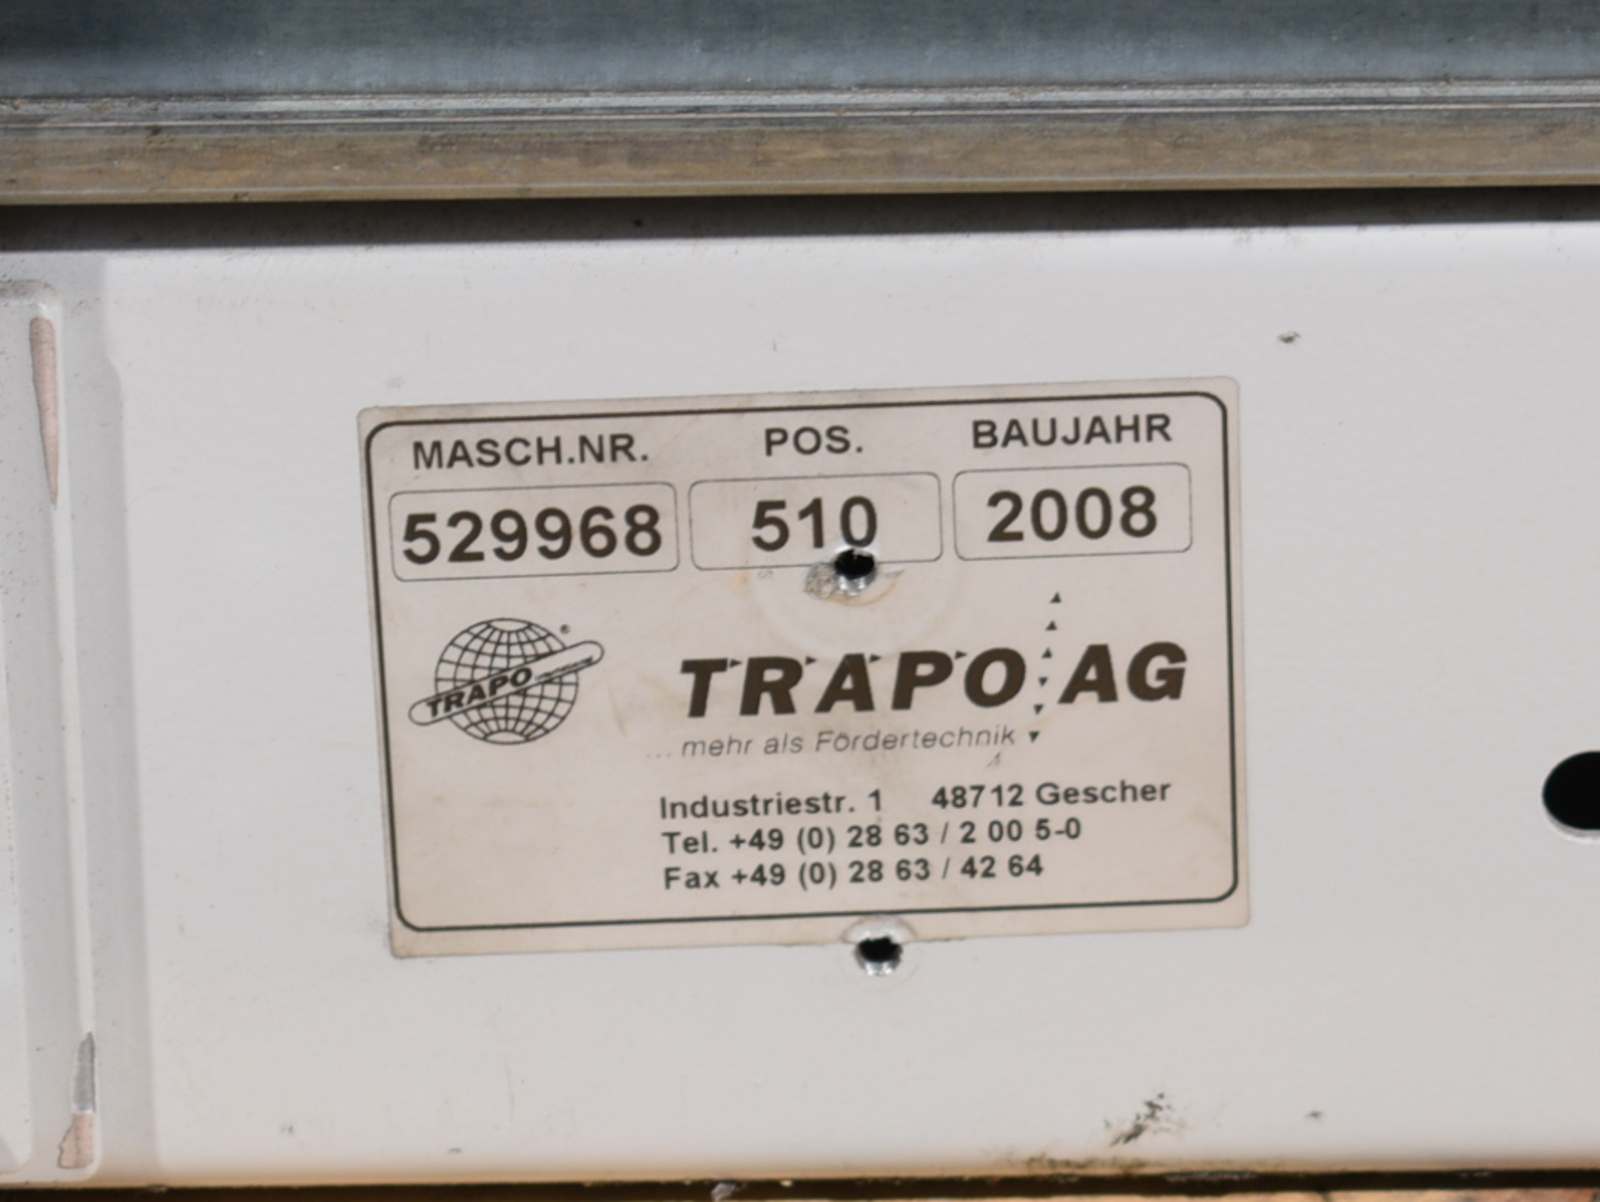 MASCH.NR. POS. BAUJAHR
529968 510 2008
TRAPO ®
TRAPO AG
... mehr als Fördertechnik
Industriestr. 1 48712 Gescher
Tel. +49 (0) 28 63 / 2 00 5-0
Fax +49 (0) 28 63 / 42 64